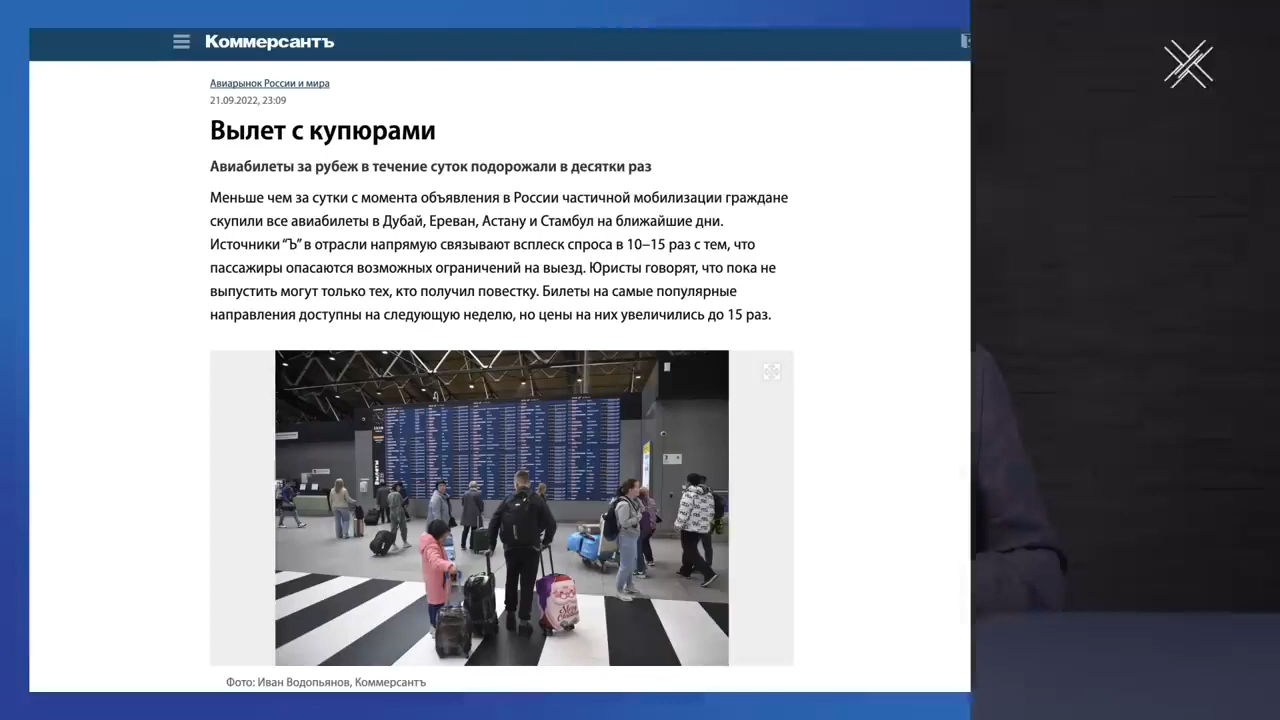 Коммерсантъ
Авиарынок России и мира
21.09.2022, 23:09
Вылет с купюрами
Авиабилеты за рубеж в течение суток подорожали в десятки раз
Меньше чем за сутки с момента объявления в России частичной мобилизации граждане
скупили все авиабилеты в Дубай, Ереван, Астану и Стамбул на ближайшие дни.
Источники “Ъ” в отрасли напрямую связывают всплеск спроса в 10–15 раз с тем, что
пассажиры опасаются возможных ограничений на выезд. Юристы говорят, что пока не
выпустить могут только тех, кто получил повестку. Билеты на самые популярные
направления доступны на следующую неделю, но цены на них увеличились до 15 раз.
Фото: Иван Водопьянов, Коммерсантъ